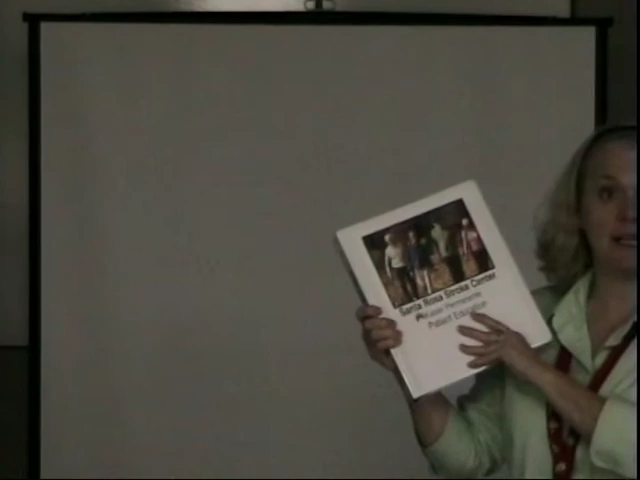 Santa Rosa Stroke Center
Kaiser Permanente
Patient Education